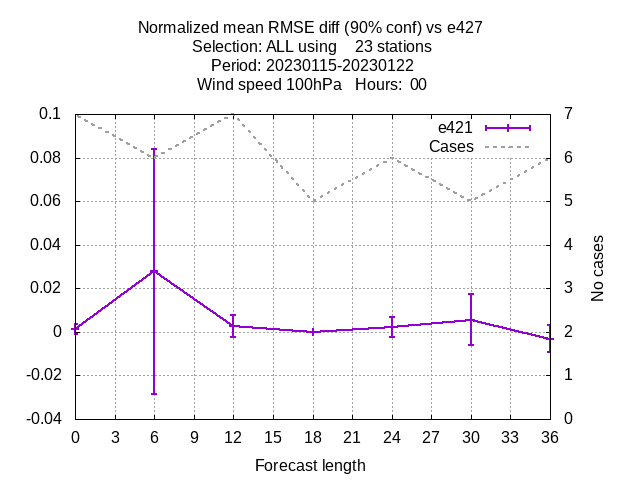 Normalized mean RMSE diff (90% conf) vs e427
Selection: ALL using    23 stations
Period: 20230115-20230122
Wind speed 100hPa   Hours:  00
e421
Cases
0.1
0.08
0.06
0.04
0.02
0
-0.02
-0.04
7
6
5
4
3
2
1
0
No cases
0 3 6 9 12 15 18 21 24 27 30 33 36
Forecast length